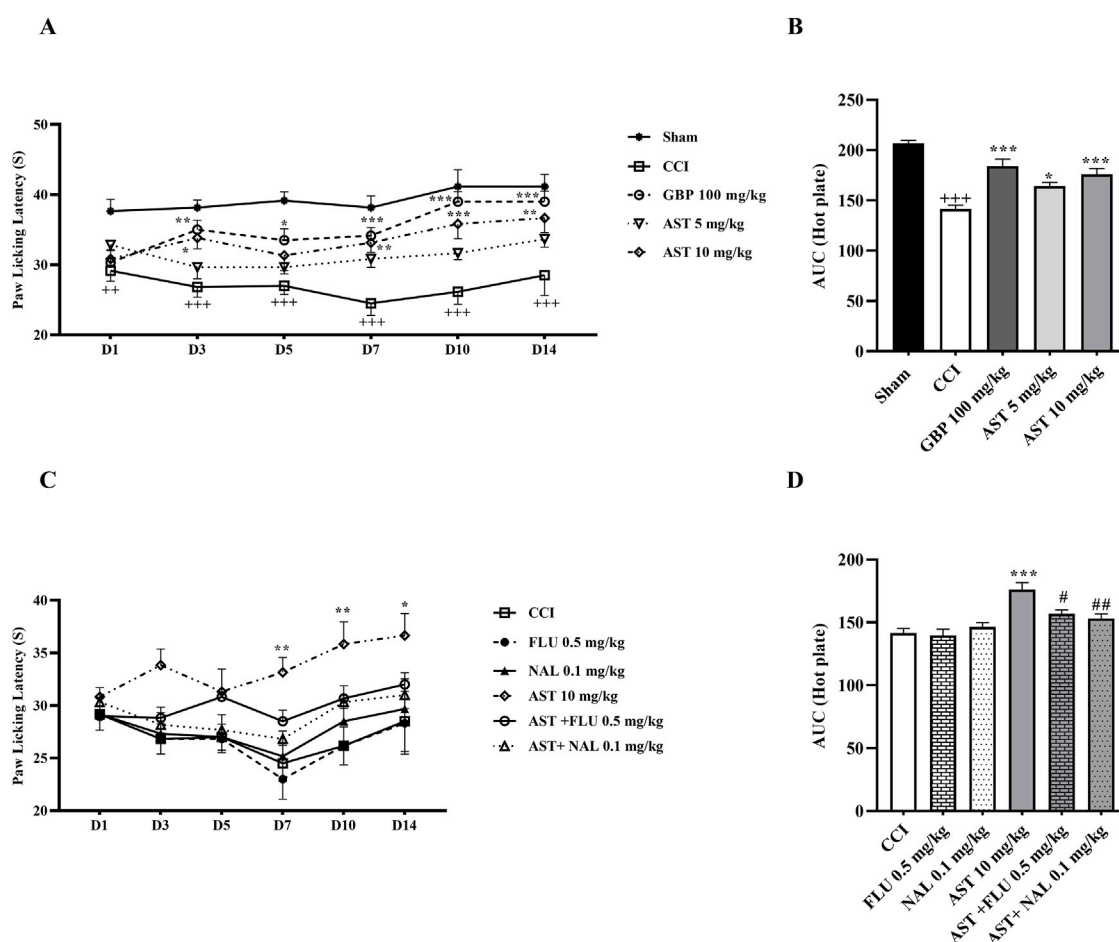 A
Paw Licking Latency (S)
50
40
30
20
D1 D3 D5 D7 D10 D14
** * *** *** ***
* ** *** **
++ +++ +++ +++ +++ +++
Sham
CCI
GBP 100 mg/kg
AST 5 mg/kg
AST 10 mg/kg
B
AUC (Hot plate)
250
200
150
100
50
0
+++ *** * ***
Sham
CCI
GBP 100 mg/kg
AST 5 mg/kg
AST 10 mg/kg
C
Paw Licking Latency (S)
40
35
30
25
20
D1 D3 D5 D7 D10 D14
** ** *
CCI
FLU 0.5 mg/kg
NAL 0.1 mg/kg
AST 10 mg/kg
AST +FLU 0.5 mg/kg
AST+ NAL 0.1 mg/kg
D
AUC (Hot plate)
200
150
100
50
0
*** # ##
CCI
FLU 0.5 mg/kg
NAL 0.1 mg/kg
AST 10 mg/kg
AST +FLU 0.5 mg/kg
AST+ NAL 0.1 mg/kg